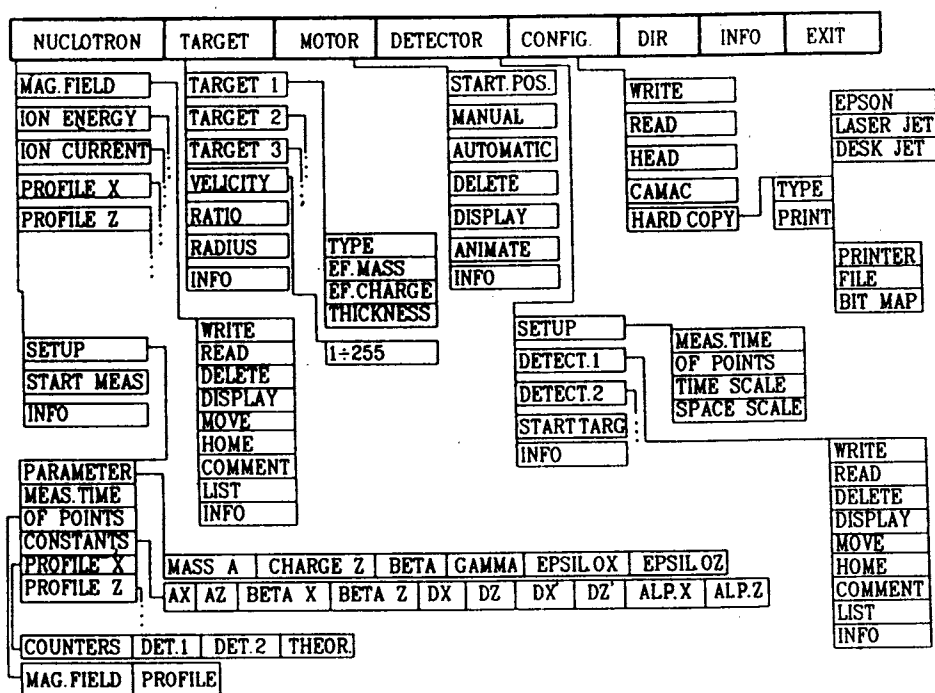 NUCLOTRON TARGET MOTOR DETECTOR CONFIG. DIR INFO EXIT
MAG.FIELD
ION ENERGY
ION CURRENT
PROFILE X
PROFILE Z
SETUP
START MEAS
INFO
TARGET 1
TARGET 2
TARGET 3
VELICITY
RATIO
RADIUS
INFO
TYPE
EF.MASS
EF.CHARGE
THICKNESS
1÷255
START.POS.
MANUAL
AUTOMATIC
DELETE
DISPLAY
ANIMATE
INFO
WRITE
READ
HEAD
CAMAC
HARD COPY
TYPE
PRINT
EPSON
LASER JET
DESK JET
PRINTER
FILE
BIT MAP
WRITE
READ
DELETE
DISPLAY
MOVE
HOME
COMMENT
LIST
INFO
SETUP
DETECT.1
DETECT.2
START TARG
INFO
MEAS.TIME
OF POINTS
TIME SCALE
SPACE SCALE
WRITE
READ
DELETE
DISPLAY
MOVE
HOME
COMMENT
LIST
INFO
PARAMETER
MEAS.TIME
OF POINTS
CONSTANTS
PROFILE X
PROFILE Z
MASS A CHARGE Z BETA GAMMA EPSIL OX EPSIL OZ
AX AZ BETA X BETA Z DX DZ DX' DZ' ALP.X ALP.Z
COUNTERS DET.1 DET.2 THEOR.
MAG.FIELD PROFILE